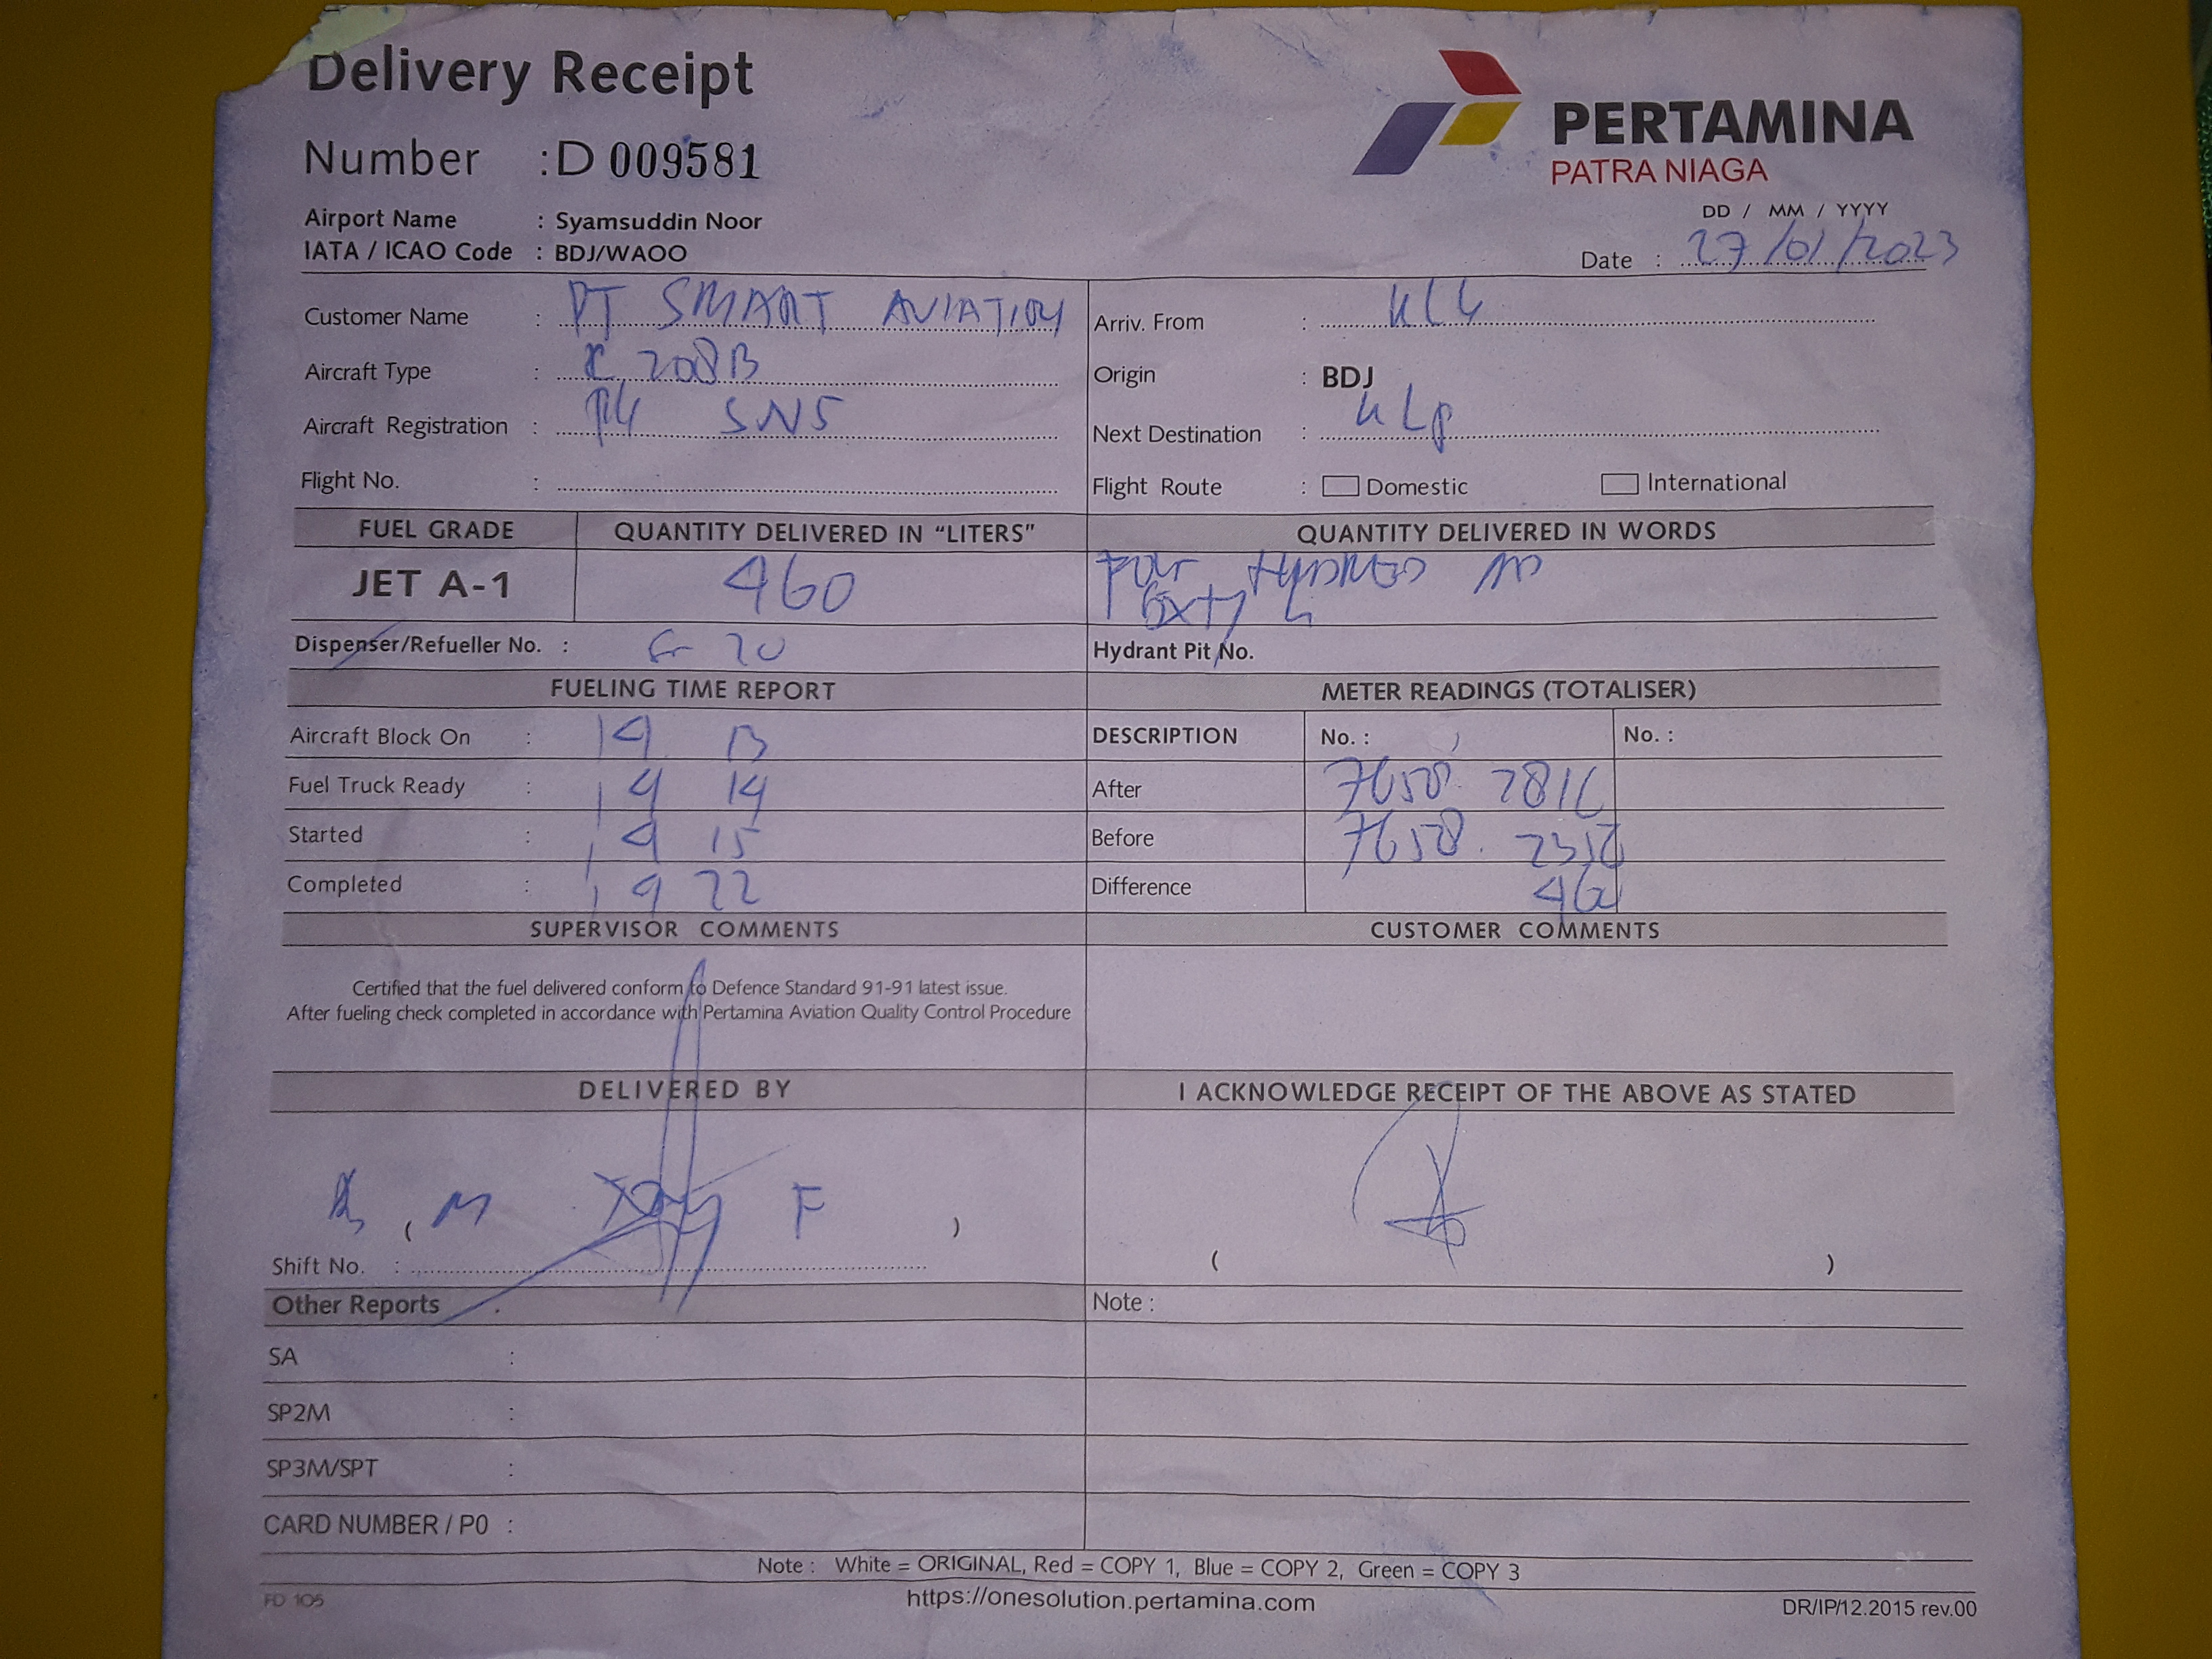 Delivery Receipt
Number : D 009581
PERTAMINA
PATRA NIAGA
Airport Name : Syamsuddin Noor
IATA / ICAO Code : BDJ/WAOO
DD / MM / YYYY
Date : 27/01/2023
Customer Name : PT SMART AVIATION
Arriv. From :
Aircraft Type : C 208B
Origin : BDJ
Aircraft Registration : PK SNS
Next Destination : KLP
Flight No. :
Flight Route : Domestic International
FUEL GRADE QUANTITY DELIVERED IN “LITERS” QUANTITY DELIVERED IN WORDS
JET A-1 460 Four Hundred
Sixty
Dispenser/Refueller No. : 20
Hydrant Pit No.
FUELING TIME REPORT METER READINGS (TOTALISER)
Aircraft Block On : 14 13
DESCRIPTION No. : No. :
Fuel Truck Ready : 14 14
After 7658. 2816
Started : 14 15
Before 7658. 2356
Completed : 14 22
Difference 460
SUPERVISOR COMMENTS CUSTOMER COMMENTS
Certified that the fuel delivered conform to Defence Standard 91-91 latest issue.
After fueling check completed in accordance with Pertamina Aviation Quality Control Procedure
DELIVERED BY I ACKNOWLEDGE RECEIPT OF THE ABOVE AS STATED
( M F )
Shift No. :
( )
Other Reports :
Note :
SA :
SP2M :
SP3M/SPT :
CARD NUMBER / P0 :
Note : White = ORIGINAL, Red = COPY 1, Blue = COPY 2, Green = COPY 3
FD 105 https://onesolution.pertamina.com DR/IP/12.2015 rev.00